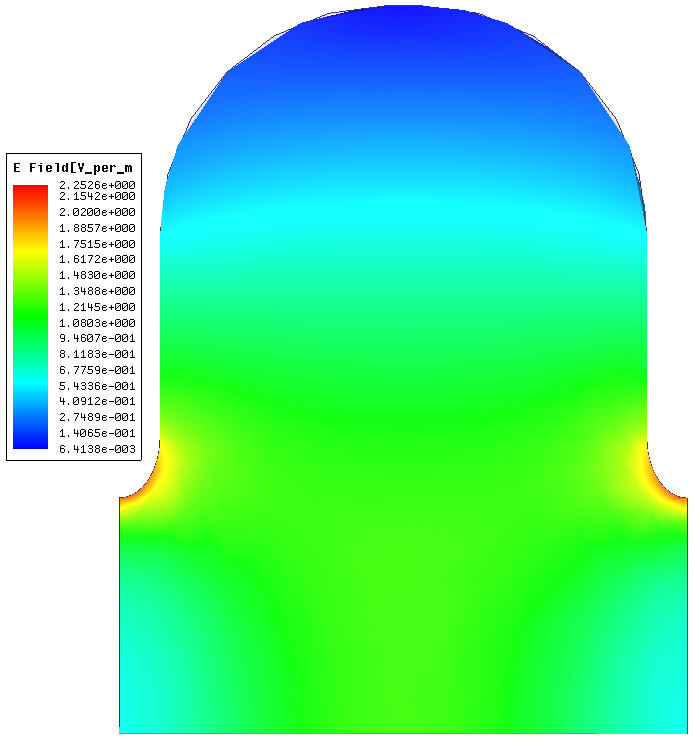 E Field[V_per_m
2.2526e+000
2.1542e+000
2.0200e+000
1.8857e+000
1.7515e+000
1.6172e+000
1.4830e+000
1.3488e+000
1.2145e+000
1.0803e+000
9.4607e-001
8.1183e-001
6.7759e-001
5.4336e-001
4.0912e-001
2.7489e-001
1.4065e-001
6.4138e-003